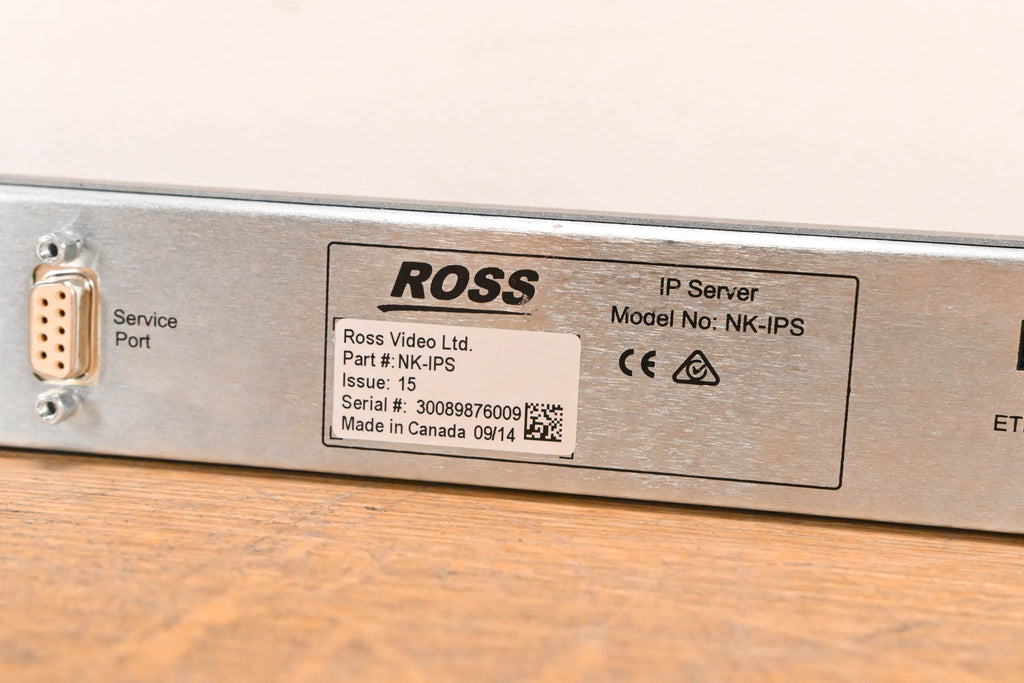 Service
Port
ROSS
Ross Video Ltd.
Part #: NK-IPS
Issue: 15
Serial #: 30089876009
Made in Canada 09/14
IP Server
Model No: NK-IPS
CE